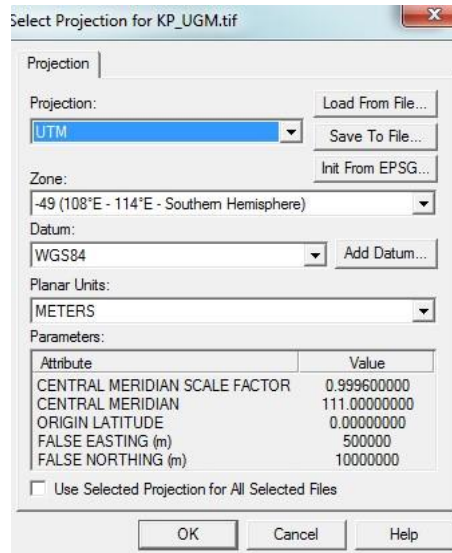 Select Projection for KP_UGM.tif
x
Projection
Projection:
Load From File...
UTM
Save To File...
Init From EPSG...
Zone:
-49 (108°E - 114°E - Southern Hemisphere)
Datum:
WGS84
Add Datum...
Planar Units:
METERS
Parameters:
Attribute Value
CENTRAL MERIDIAN SCALE FACTOR 0.999600000
CENTRAL MERIDIAN 111.00000000
ORIGIN LATITUDE 0.00000000
FALSE EASTING (m) 500000
FALSE NORTHING (m) 10000000
Use Selected Projection for All Selected Files
OK Cancel Help